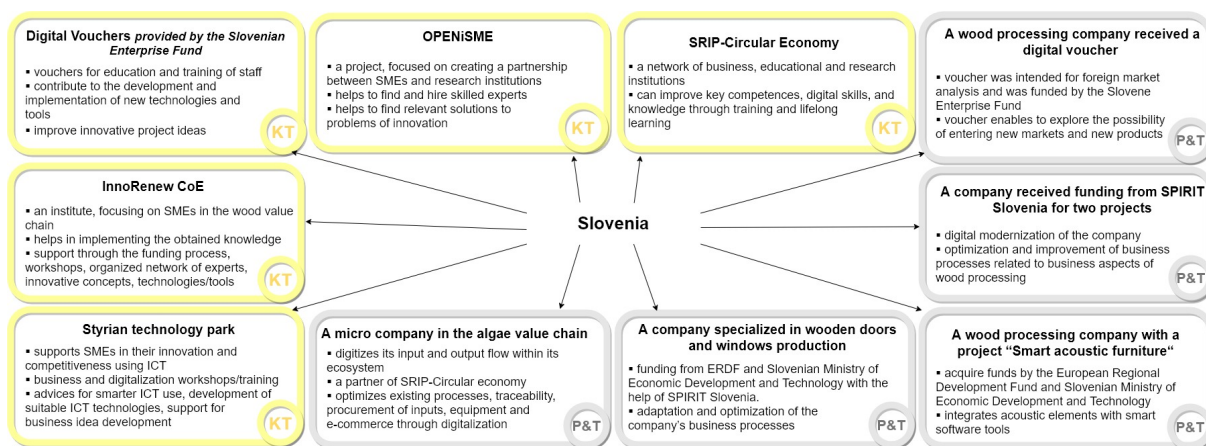 Digital Vouchers provided by the Slovenian
Enterprise Fund
▪ vouchers for education and training of staff
▪ contribute to the development and
implementation of new technologies and
tools
▪ improve innovative project ideas
KT
OPENiSME
▪ a project, focused on creating a partnership
between SMEs and research institutions
▪ helps to find and hire skilled experts
▪ helps to find relevant solutions to
problems of innovation
KT
SRIP-Circular Economy
▪ a network of business, educational and research
institutions
▪ can improve key competences, digital skills, and
knowledge through training and lifelong
learning
KT
A wood processing company received a
digital voucher
▪ voucher was intended for foreign market
analysis and was funded by the Slovene
Enterprise Fund
▪ voucher enables to explore the possibility
of entering new markets and new products
P&T
InnoRenew CoE
▪ an institute, focusing on SMEs in the wood value
chain
▪ helps in implementing the obtained knowledge
▪ support through the funding process,
workshops, organized network of experts,
innovative concepts, technologies/tools
KT
Slovenia
A company received funding from SPIRIT
Slovenia for two projects
▪ digital modernization of the company
▪ optimization and improvement of business
processes related to business aspects of
wood processing
P&T
Styrian technology park
▪ supports SMEs in their innovation and
competitiveness using ICT
▪ business and digitalization workshops/training
▪ advices for smarter ICT use, development of
suitable ICT technologies, support for
business idea development
KT
A micro company in the algae value chain
▪ digitizes its input and output flow within its
ecosystem
▪ a partner of SRIP-Circular economy
▪ optimizes existing processes, traceability,
procurement of inputs, equipment and
e-commerce through digitalization
P&T
A company specialized in wooden doors
and windows production
▪ funding from ERDF and Slovenian Ministry of
Economic Development and Technology with the
help of SPIRIT Slovenia.
▪ adaptation and optimization of the
company's business processes
P&T
A wood processing company with a
project “Smart acoustic furniture“
▪ acquire funds by the European Regional
Development Fund and Slovenian Ministry of
Economic Development and Technology
▪ integrates acoustic elements with smart
software tools
P&T